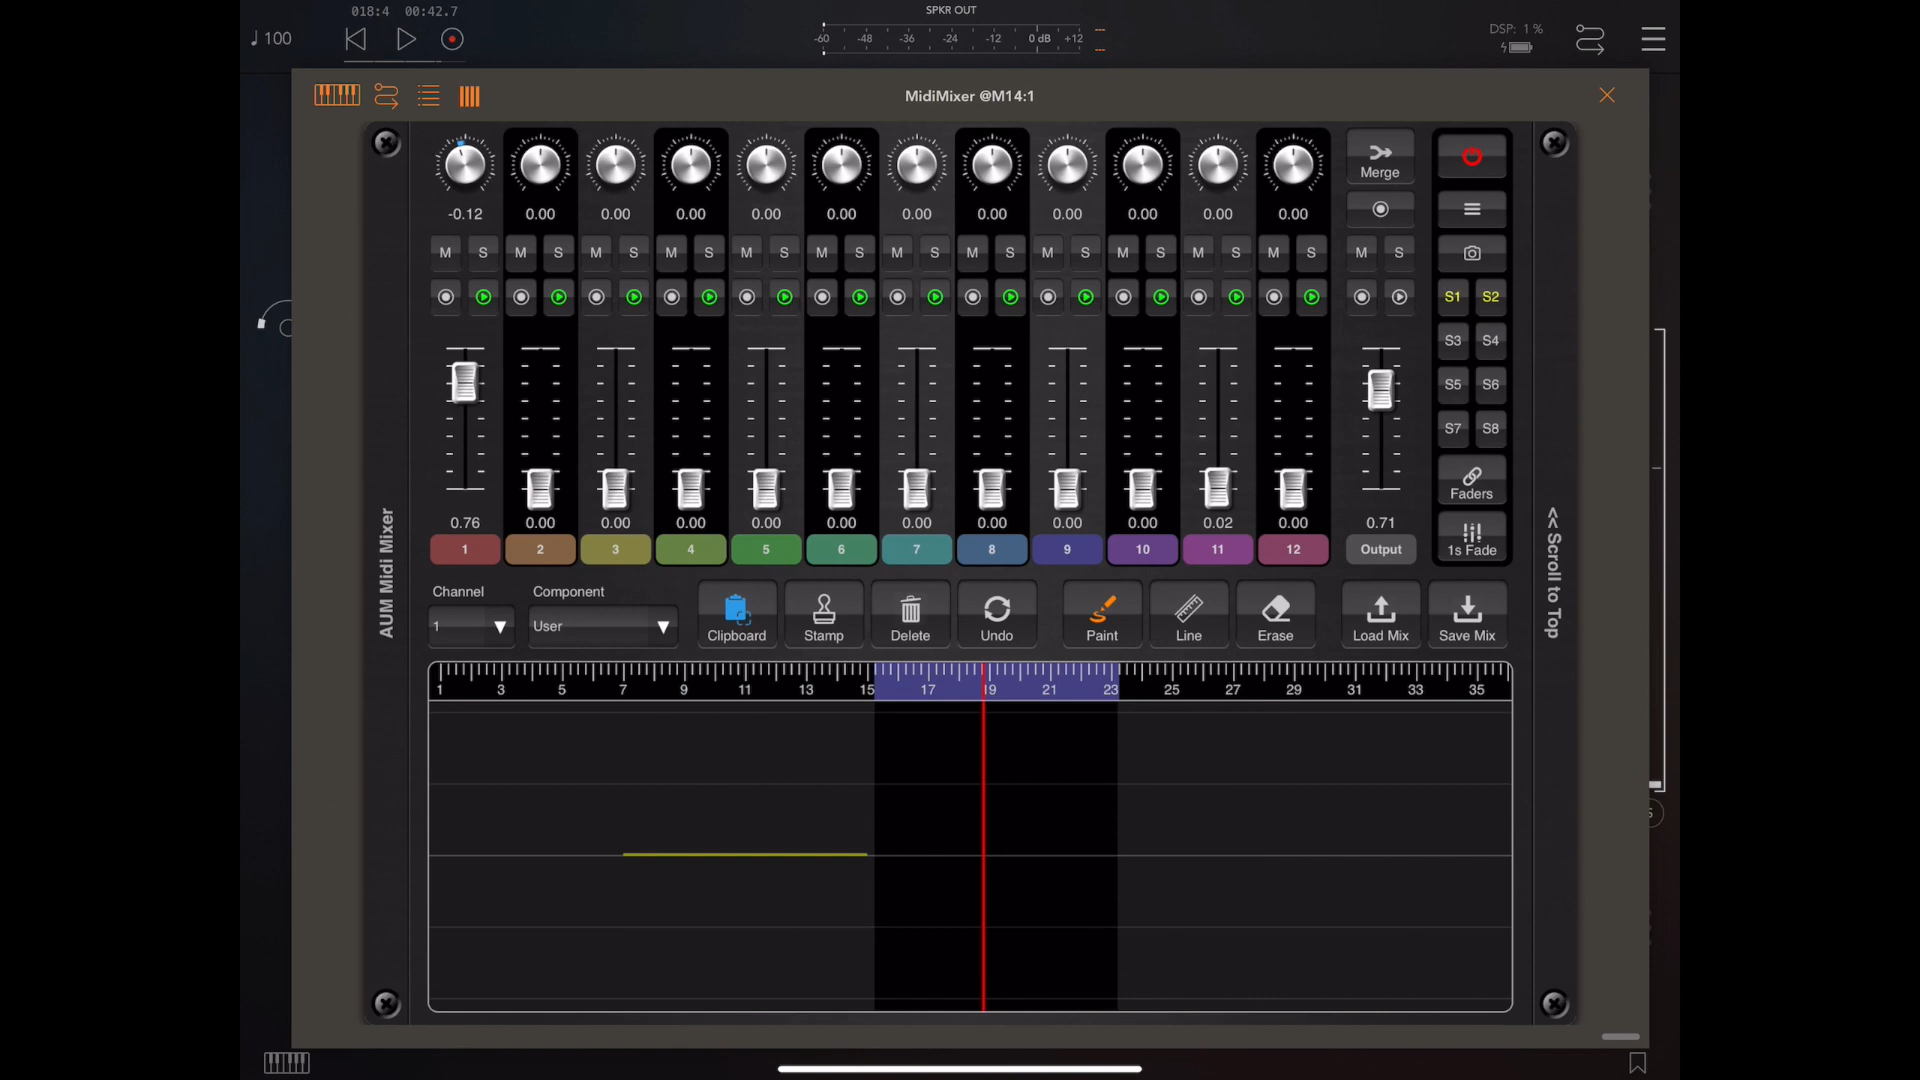 018:4 00:42.7
SPKR OUT
♩ 100
-60 -48 -36 -24 -12 0 dB +12
DSP: 1 %
MidiMixer @M14:1
-0.12 0.00 0.00 0.00 0.00 0.00 0.00 0.00 0.00 0.00 0.00 0.00
Merge
M S M S M S M S M S M S M S M S M S M S M S M S M S
S1 S2
S3 S4
S5 S6
S7 S8
Faders
1s Fade
0.76 0.00 0.00 0.00 0.00 0.00 0.00 0.00 0.00 0.00 0.02 0.00 0.71
1 2 3 4 5 6 7 8 9 10 11 12 Output
AUM Midi Mixer
<< Scroll to Top
Channel Component
1 User
Clipboard Stamp Delete Undo Paint Line Erase Load Mix Save Mix
1 3 5 7 9 11 13 15 17 19 21 23 25 27 29 31 33 35